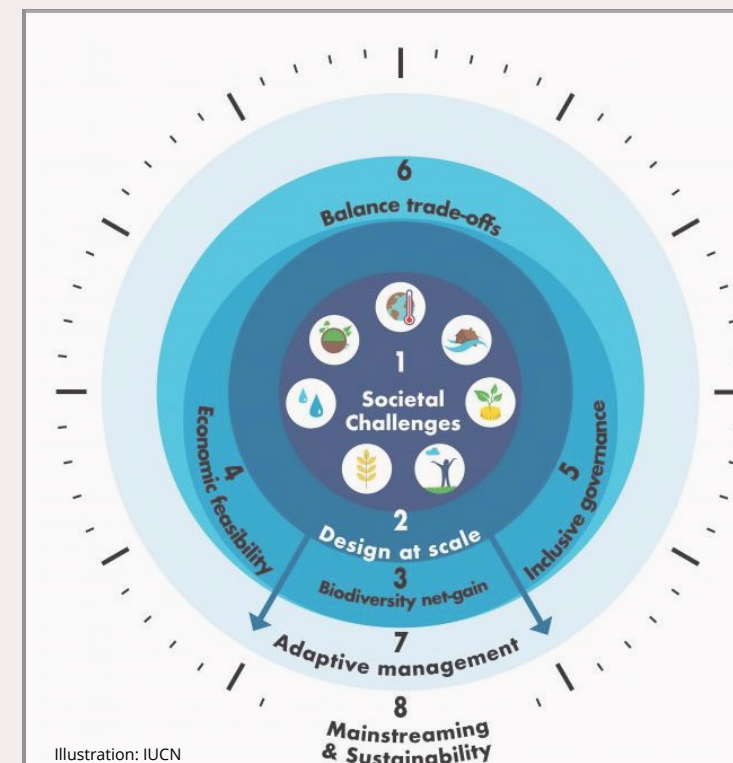 6
Balance trade-offs
1
Societal
Challenges
4
Economic feasibility
5
Inclusive governance
2
Design at scale
3
Biodiversity net-gain
7
Adaptive management
8
Mainstreaming
& Sustainability
Illustration: IUCN